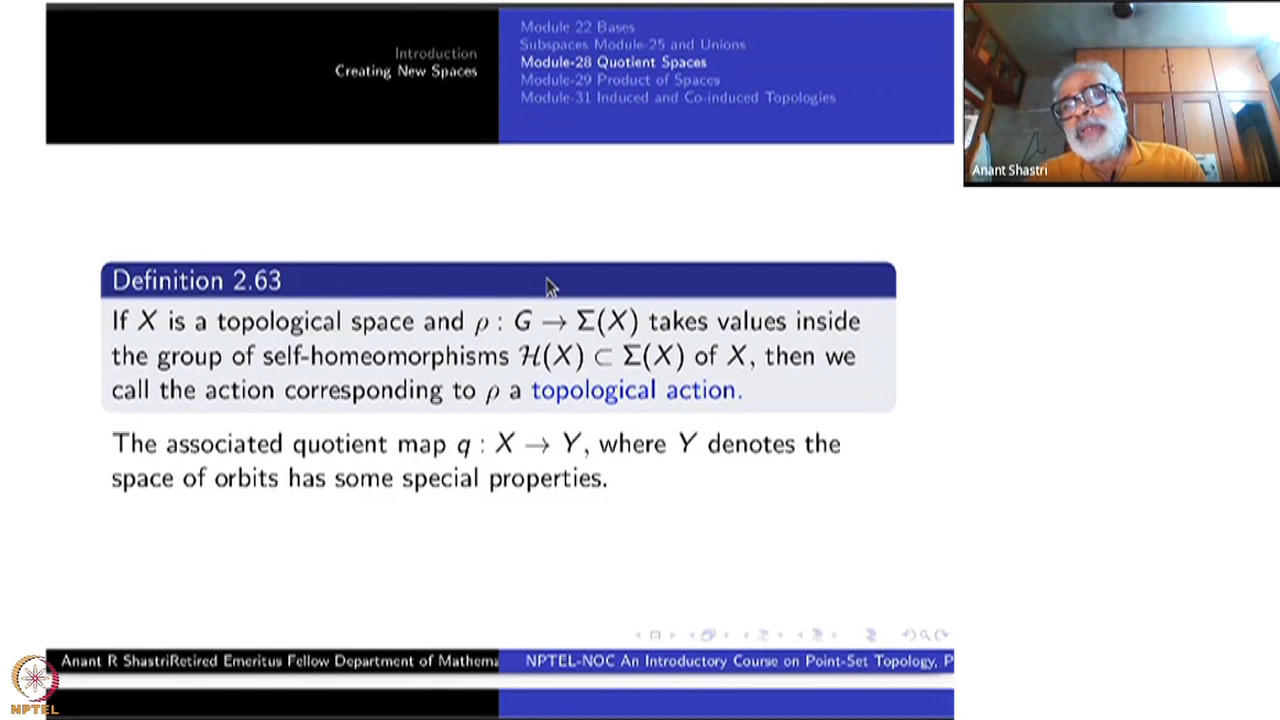 Introduction
Creating New Spaces
Module 22 Bases
Subspaces Module-25 and Unions
Module-28 Quotient Spaces
Module-29 Product of Spaces
Module-31 Induced and Co-induced Topologies
Anant Shastri
Definition 2.63
If X is a topological space and ρ : G → Σ(X) takes values inside
the group of self-homeomorphisms ℋ(X) ⊂ Σ(X) of X, then we
call the action corresponding to ρ a topological action.
The associated quotient map q : X → Y, where Y denotes the
space of orbits has some special properties.
Anant R ShastriRetired Emeritus Fellow Department of Mathema
NPTEL-NOC An Introductory Course on Point-Set Topology, P
NPTEL